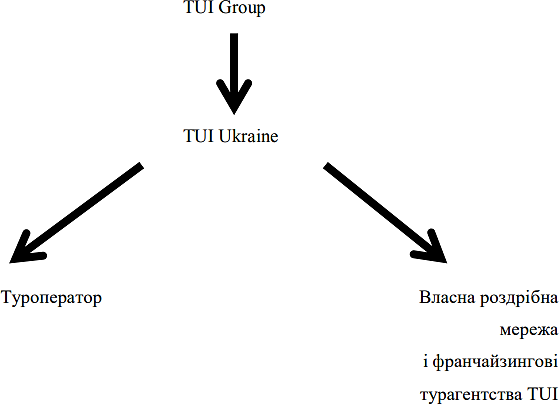 TUI Group
TUI Ukraine
Туроператор
Власна роздрібна
мережа
і франчайзингові
турагентства TUI